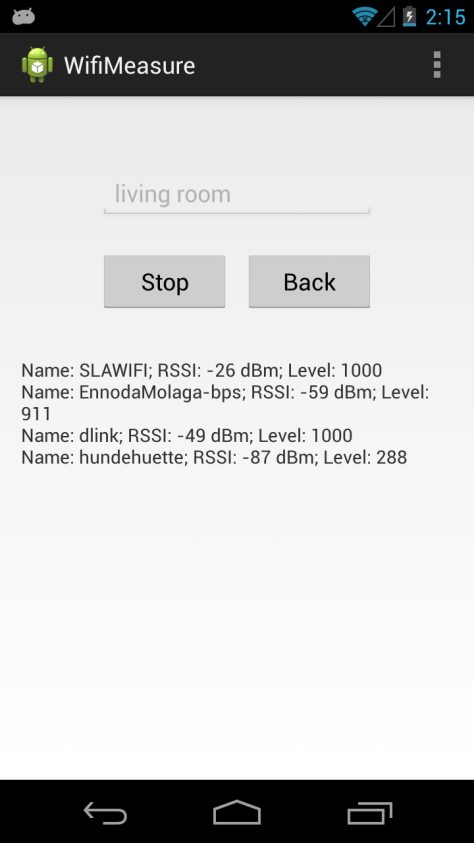 2:15
WifiMeasure
living room
Stop
Back
Name: SLAWIFI; RSSI: -26 dBm; Level: 1000
Name: EnnodaMolaga-bps; RSSI: -59 dBm; Level:
911
Name: dlink; RSSI: -49 dBm; Level: 1000
Name: hundehuette; RSSI: -87 dBm; Level: 288